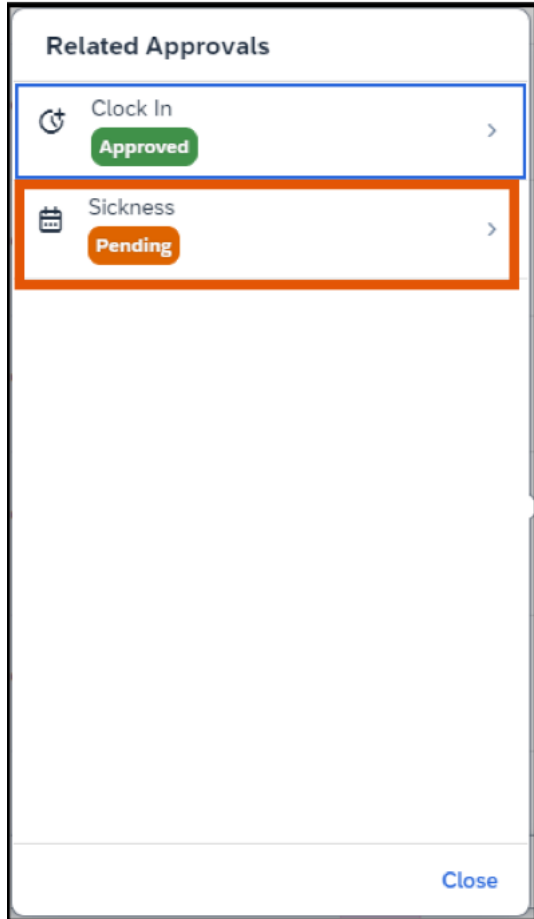 Related Approvals
Clock In
Approved
Sickness
Pending
Close